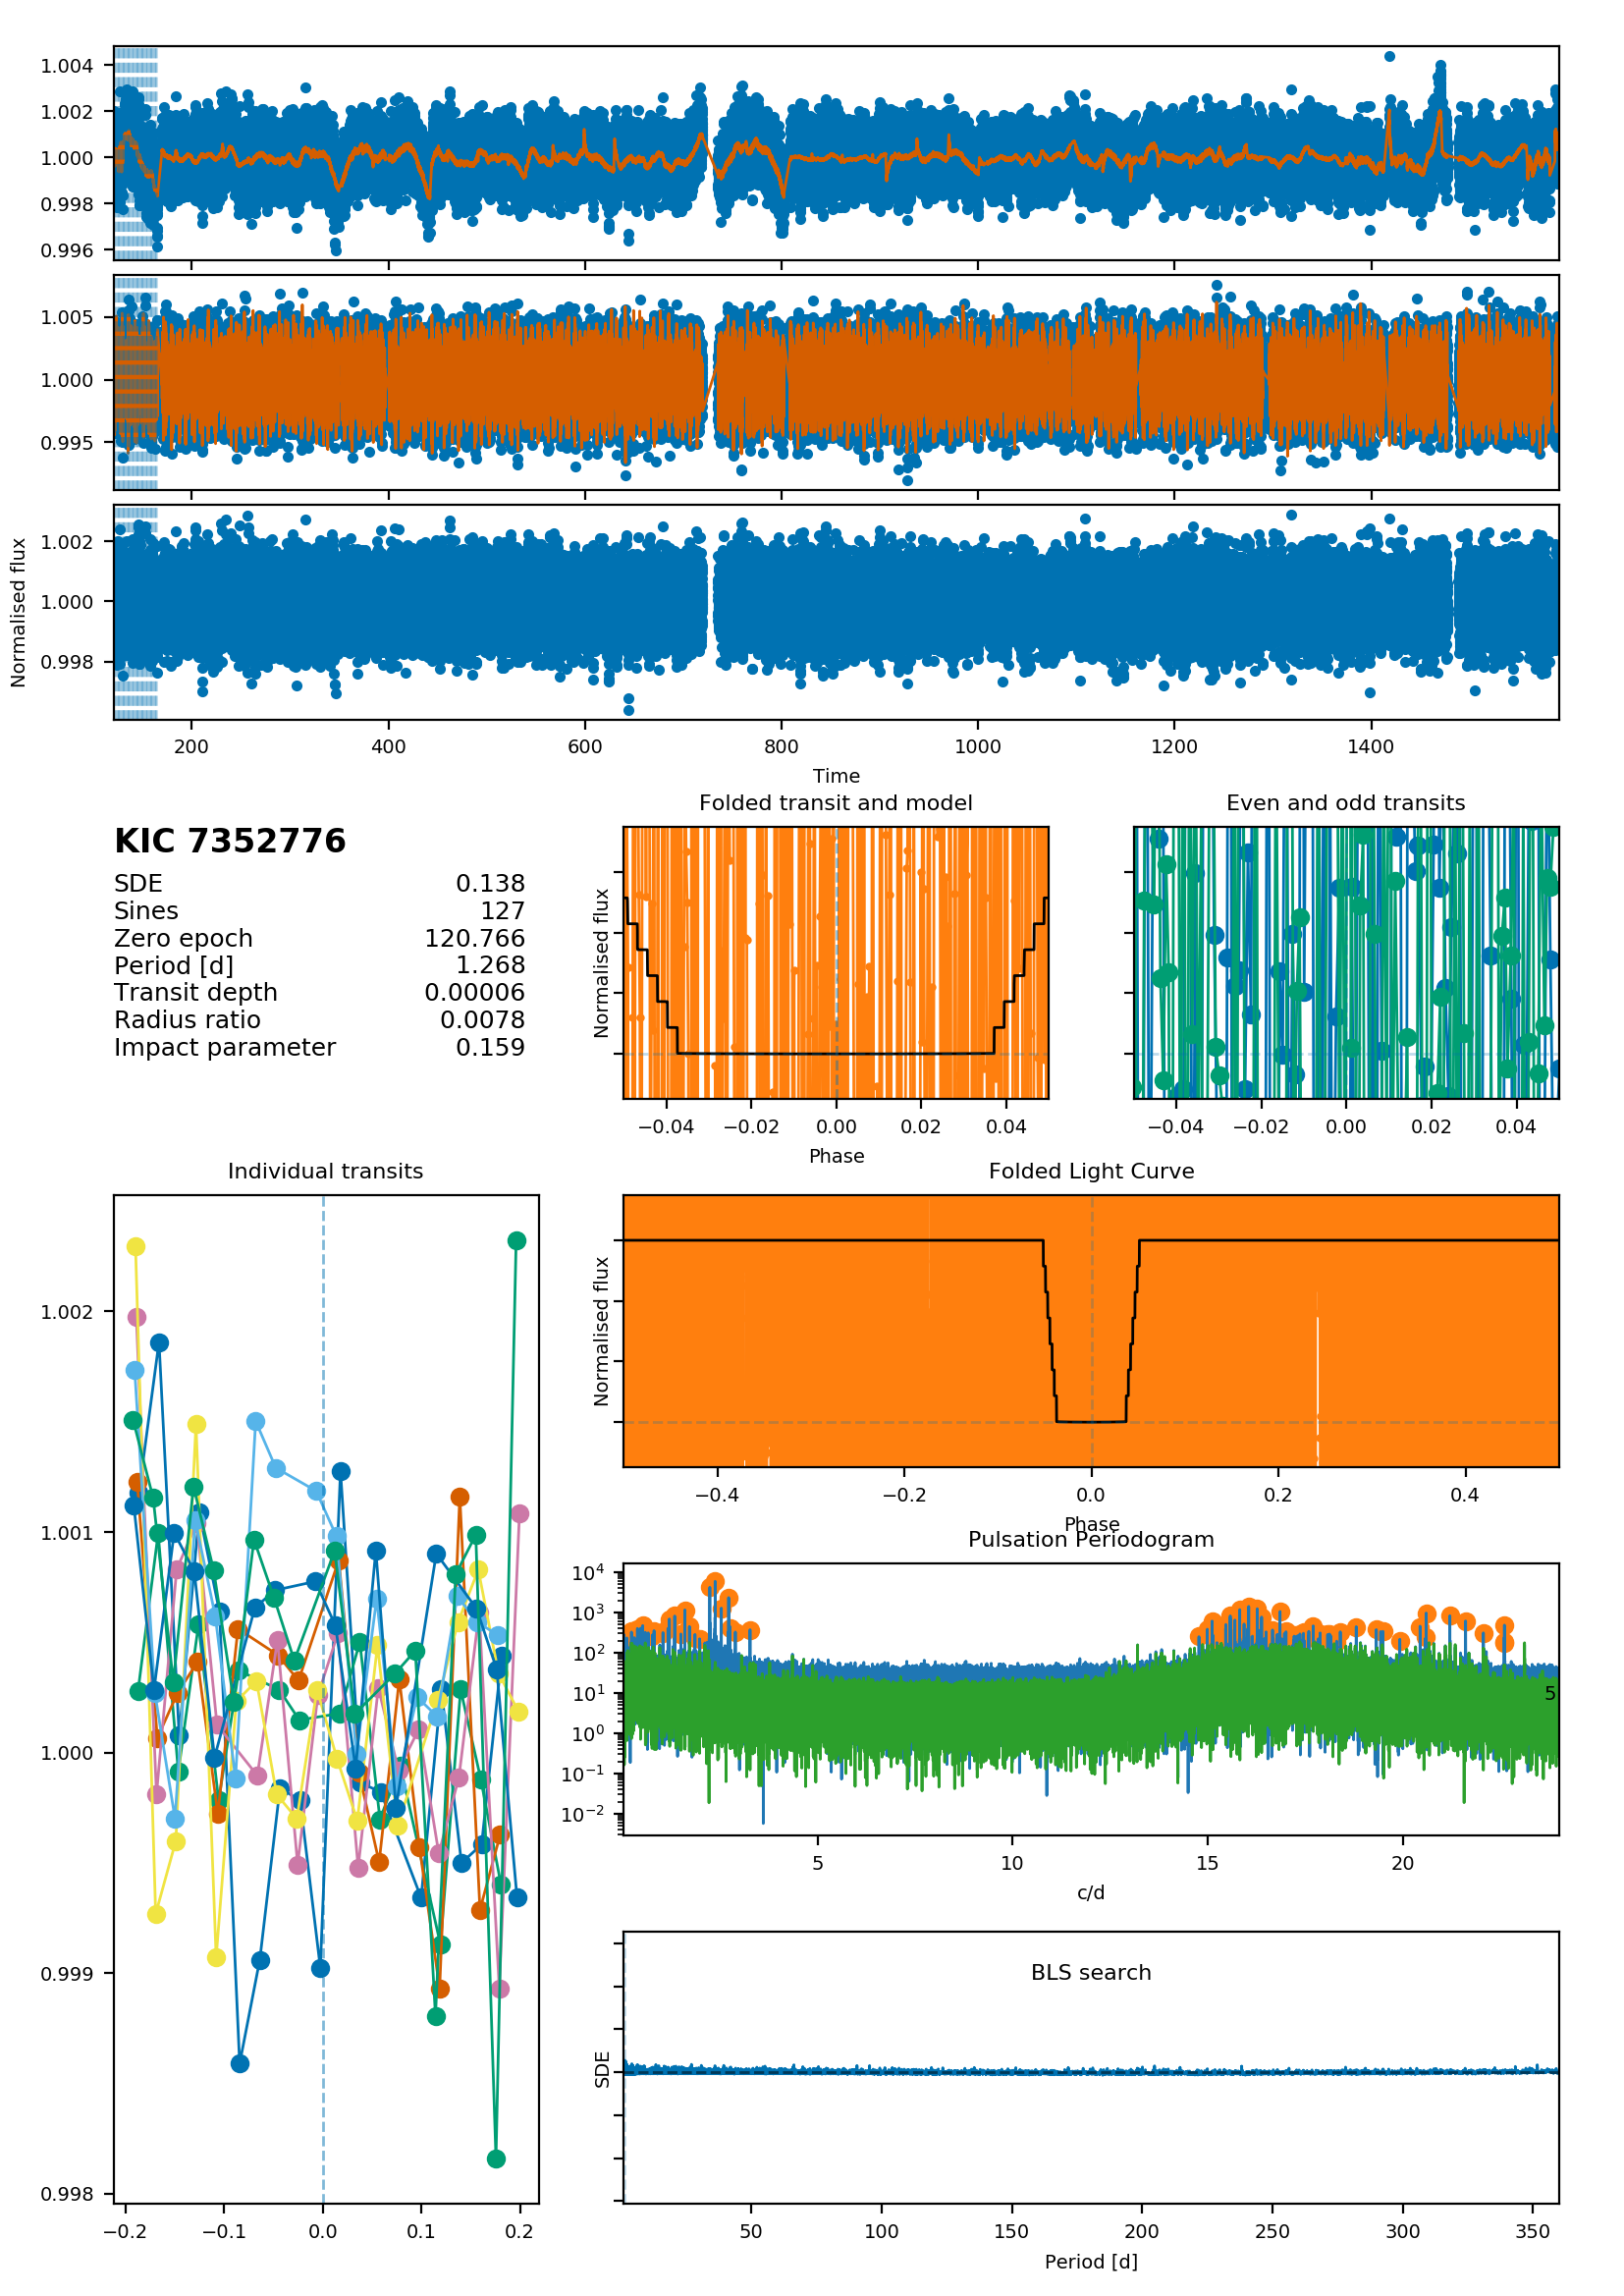 1.004
1.002
1.000
0.998
0.996
1.005
1.000
0.995
1.002
1.000
0.998
Normalised flux
200 400 600 800 1000 1200 1400
Time
KIC 7352776
SDE 0.138
Sines 127
Zero epoch 120.766
Period [d] 1.268
Transit depth 0.00006
Radius ratio 0.0078
Impact parameter 0.159
Folded transit and model
Normalised flux
−0.04 −0.02 0.00 0.02 0.04
Phase
Even and odd transits
−0.04 −0.02 0.00 0.02 0.04
Individual transits
1.002
1.001
1.000
0.999
0.998
−0.2 −0.1 0.0 0.1 0.2
Folded Light Curve
Normalised flux
−0.4 −0.2 0.0 0.2 0.4
Phase
Pulsation Periodogram
10⁴
10³
10²
10¹
10⁰
10⁻¹
10⁻²
5
5 10 15 20
c/d
BLS search
SDE
50 100 150 200 250 300 350
Period [d]